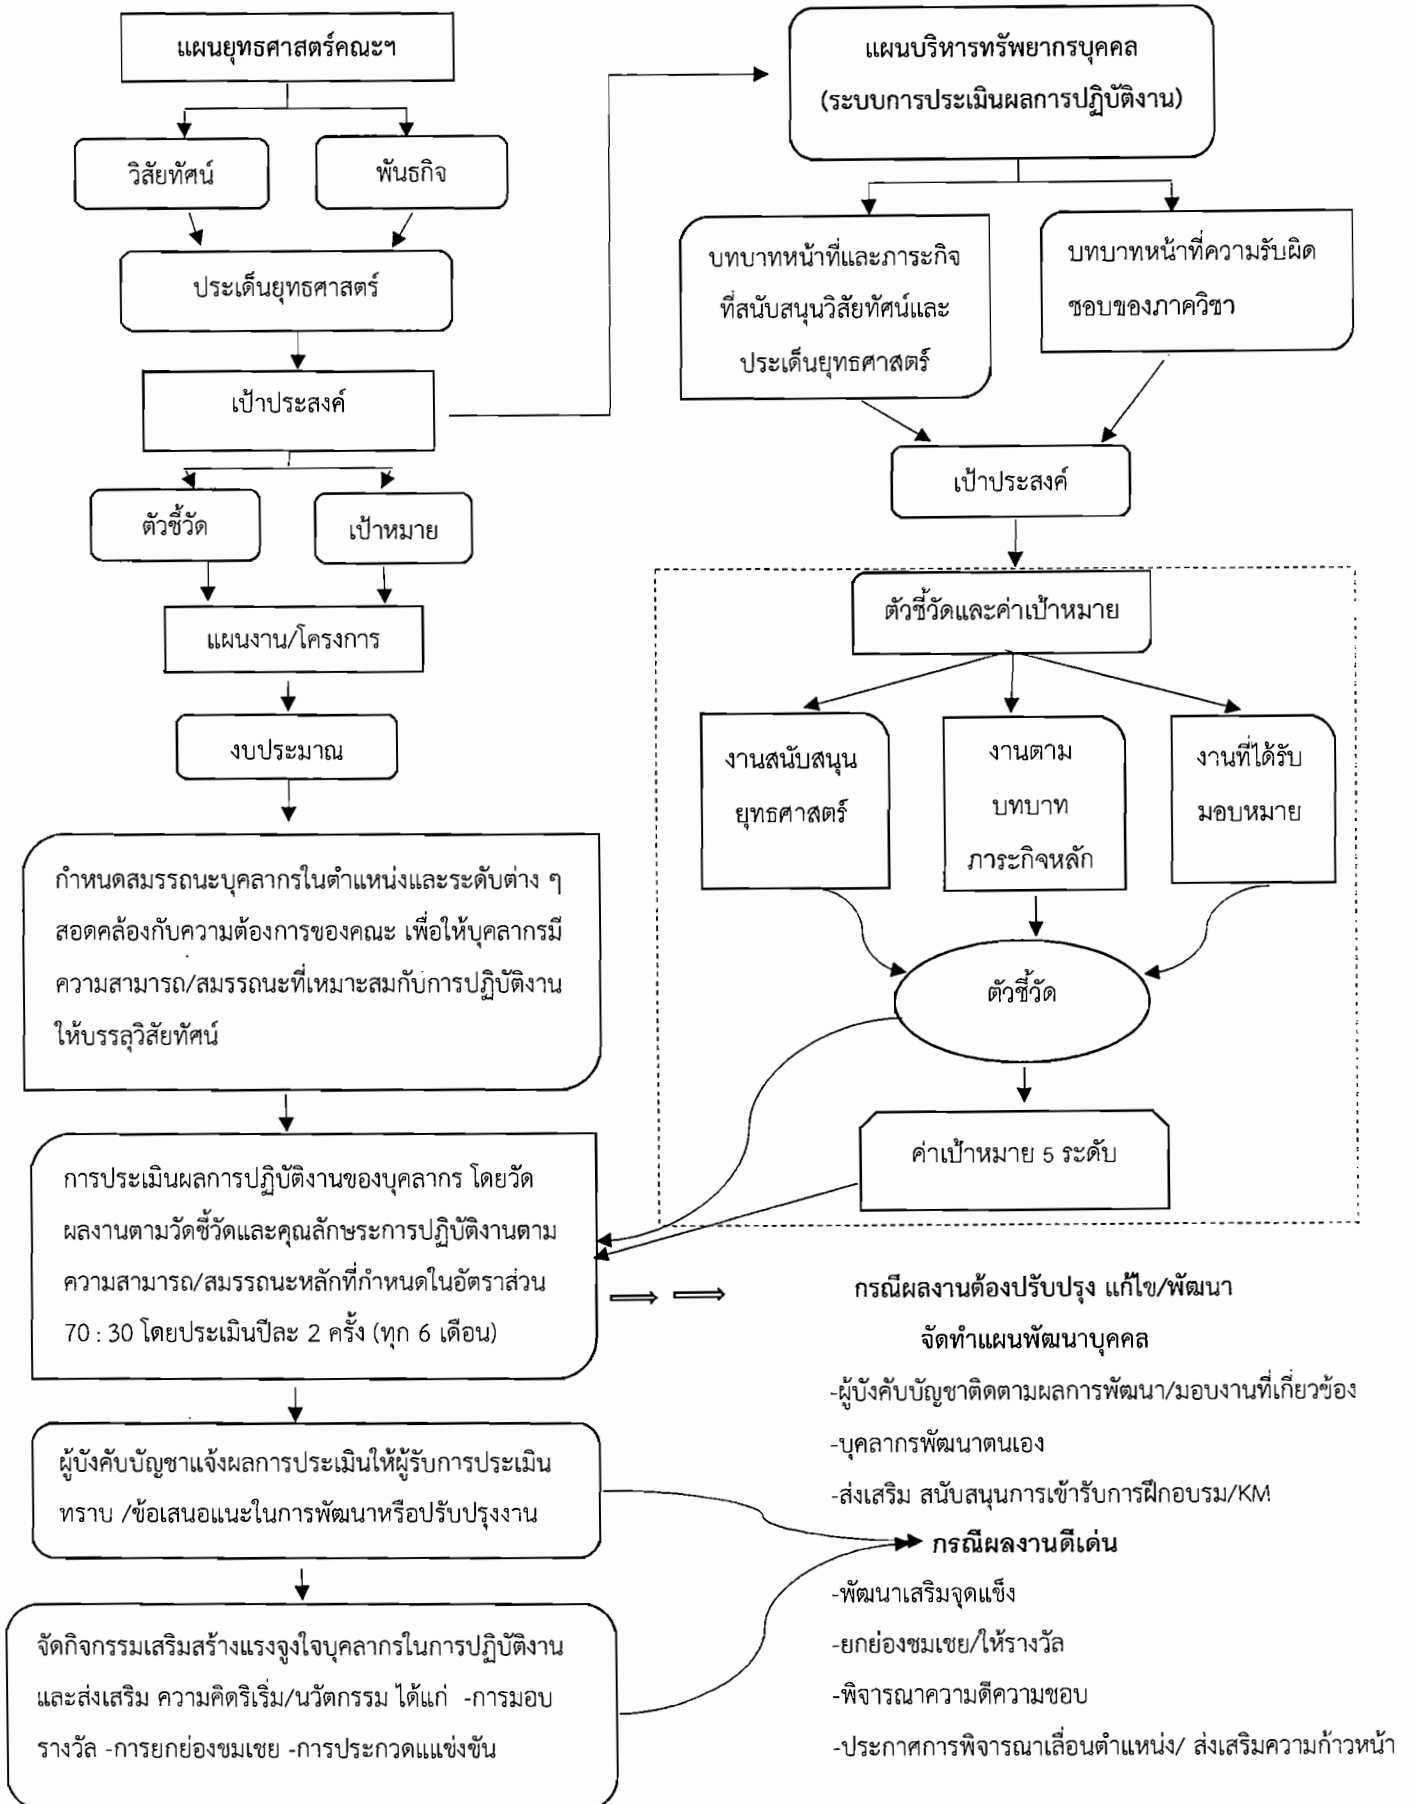 แผนยุทธศาสตร์คณะฯ
วิสัยทัศน์
พันธกิจ
ประเด็นยุทธศาสตร์
เป้าประสงค์
ตัวชี้วัด
เป้าหมาย
แผนงาน/โครงการ
งบประมาณ
กำหนดสมรรถนะบุคลากรในตำแหน่งและระดับต่าง ๆ
สอดคล้องกับความต้องการของคณะ เพื่อให้บุคลากรมี
ความสามารถ/สมรรถนะที่เหมาะสมกับการปฏิบัติงาน
ให้บรรลุวิสัยทัศน์
การประเมินผลการปฏิบัติงานของบุคลากร โดยวัด
ผลงานตามวัดชี้วัดและคุณลักษระการปฏิบัติงานตาม
ความสามารถ/สมรรถนะหลักที่กำหนดในอัตราส่วน
70 : 30 โดยประเมินปีละ 2 ครั้ง (ทุก 6 เดือน)
ผู้บังคับบัญชาแจ้งผลการประเมินให้ผู้รับการประเมิน
ทราบ /ข้อเสนอแนะในการพัฒนาหรือปรับปรุงงาน
จัดกิจกรรมเสริมสร้างแรงจูงใจบุคลากรในการปฏิบัติงาน
และส่งเสริม ความคิดริเริ่ม/นวัตกรรม ได้แก่ -การมอบ
รางวัล -การยกย่องชมเชย -การประกวดแแข่งขัน
แผนบริหารทรัพยากรบุคคล
(ระบบการประเมินผลการปฏิบัติงาน)
บทบาทหน้าที่และภาระกิจ
ที่สนับสนุนวิสัยทัศน์และ
ประเด็นยุทธศาสตร์
บทบาทหน้าที่ความรับผิด
ชอบของภาควิชา
เป้าประสงค์
ตัวชี้วัดและค่าเป้าหมาย
งานสนับสนุน
ยุทธศาสตร์
งานตาม
บทบาท
ภาระกิจหลัก
งานที่ได้รับ
มอบหมาย
ตัวชี้วัด
ค่าเป้าหมาย 5 ระดับ
กรณีผลงานต้องปรับปรุง แก้ไข/พัฒนา
จัดทำแผนพัฒนาบุคคล
-ผู้บังคับบัญชาติดตามผลการพัฒนา/มอบงานที่เกี่ยวข้อง
-บุคลากรพัฒนาตนเอง
-ส่งเสริม สนับสนุนการเข้ารับการฝึกอบรม/KM
กรณีผลงานดีเด่น
-พัฒนาเสริมจุดแข็ง
-ยกย่องชมเชย/ให้รางวัล
-พิจารณาความดีความชอบ
-ประกาศการพิจารณาเลื่อนตำแหน่ง/ ส่งเสริมความก้าวหน้า